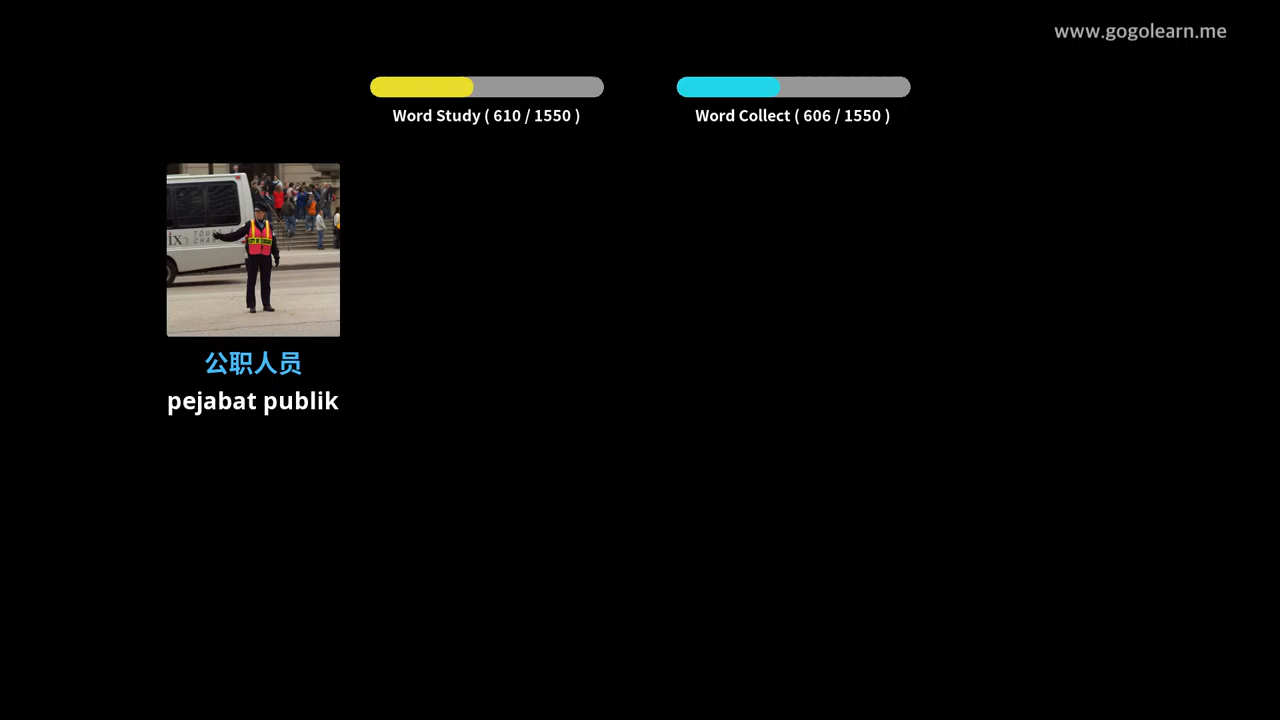 www.gogolearn.me
Word Study ( 610 / 1550 )
Word Collect ( 606 / 1550 )
公职人员
pejabat publik